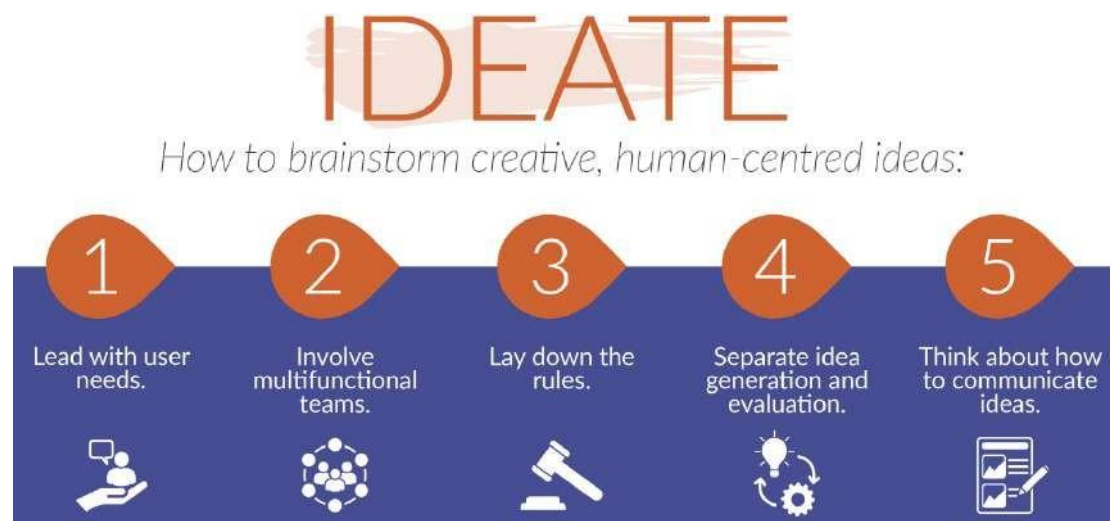 IDEATE
How to brainstorm creative, human-centred ideas:
1
Lead with user
needs.
2
Involve
multifunctional
teams.
3
Lay down the
rules.
4
Separate idea
generation and
evaluation.
5
Think about how
to communicate
ideas.